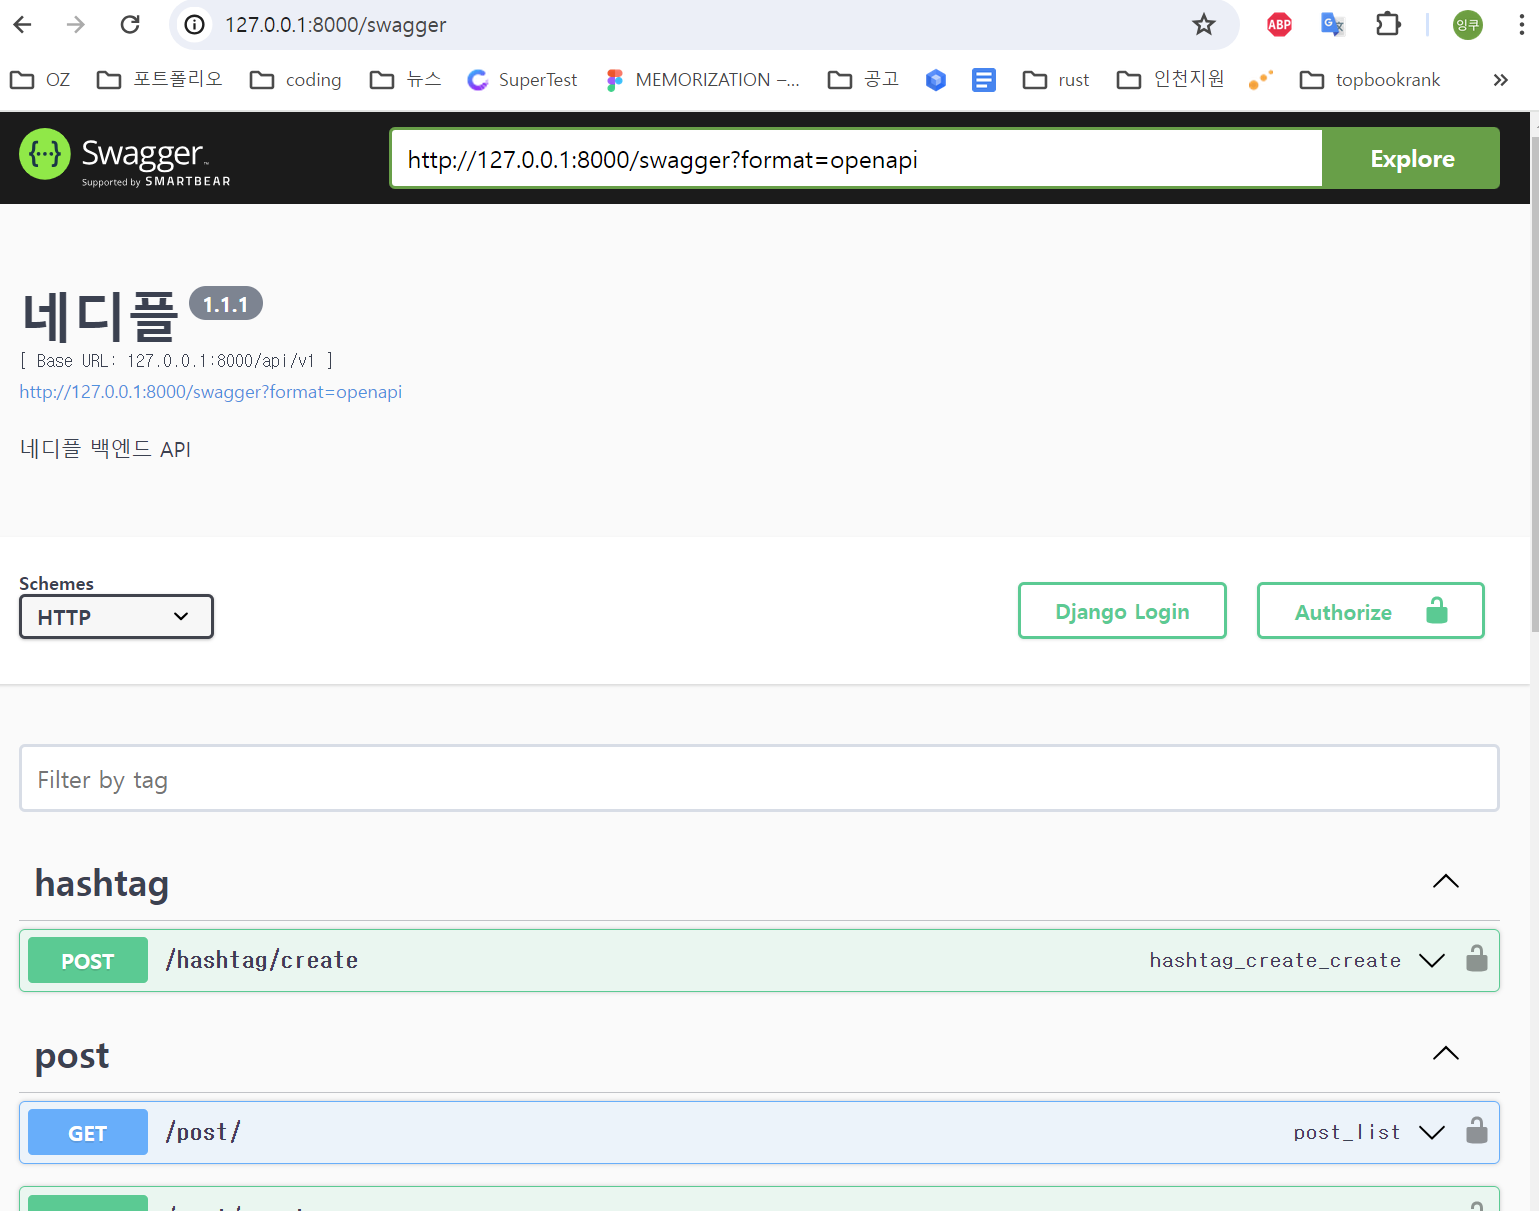 127.0.0.1:8000/swagger
ABP
잉쿠
OZ
포트폴리오
coding
뉴스
SuperTest
MEMORIZATION –...
공고
rust
인천지원
topbookrank
Swagger
Supported by SMARTBEAR
http://127.0.0.1:8000/swagger?format=openapi
Explore
네디플 1.1.1
[ Base URL: 127.0.0.1:8000/api/v1 ]
http://127.0.0.1:8000/swagger?format=openapi
네디플 백엔드 API
Schemes
HTTP
Django Login
Authorize
Filter by tag
hashtag
POST /hashtag/create hashtag_create_create
post
GET /post/ post_list